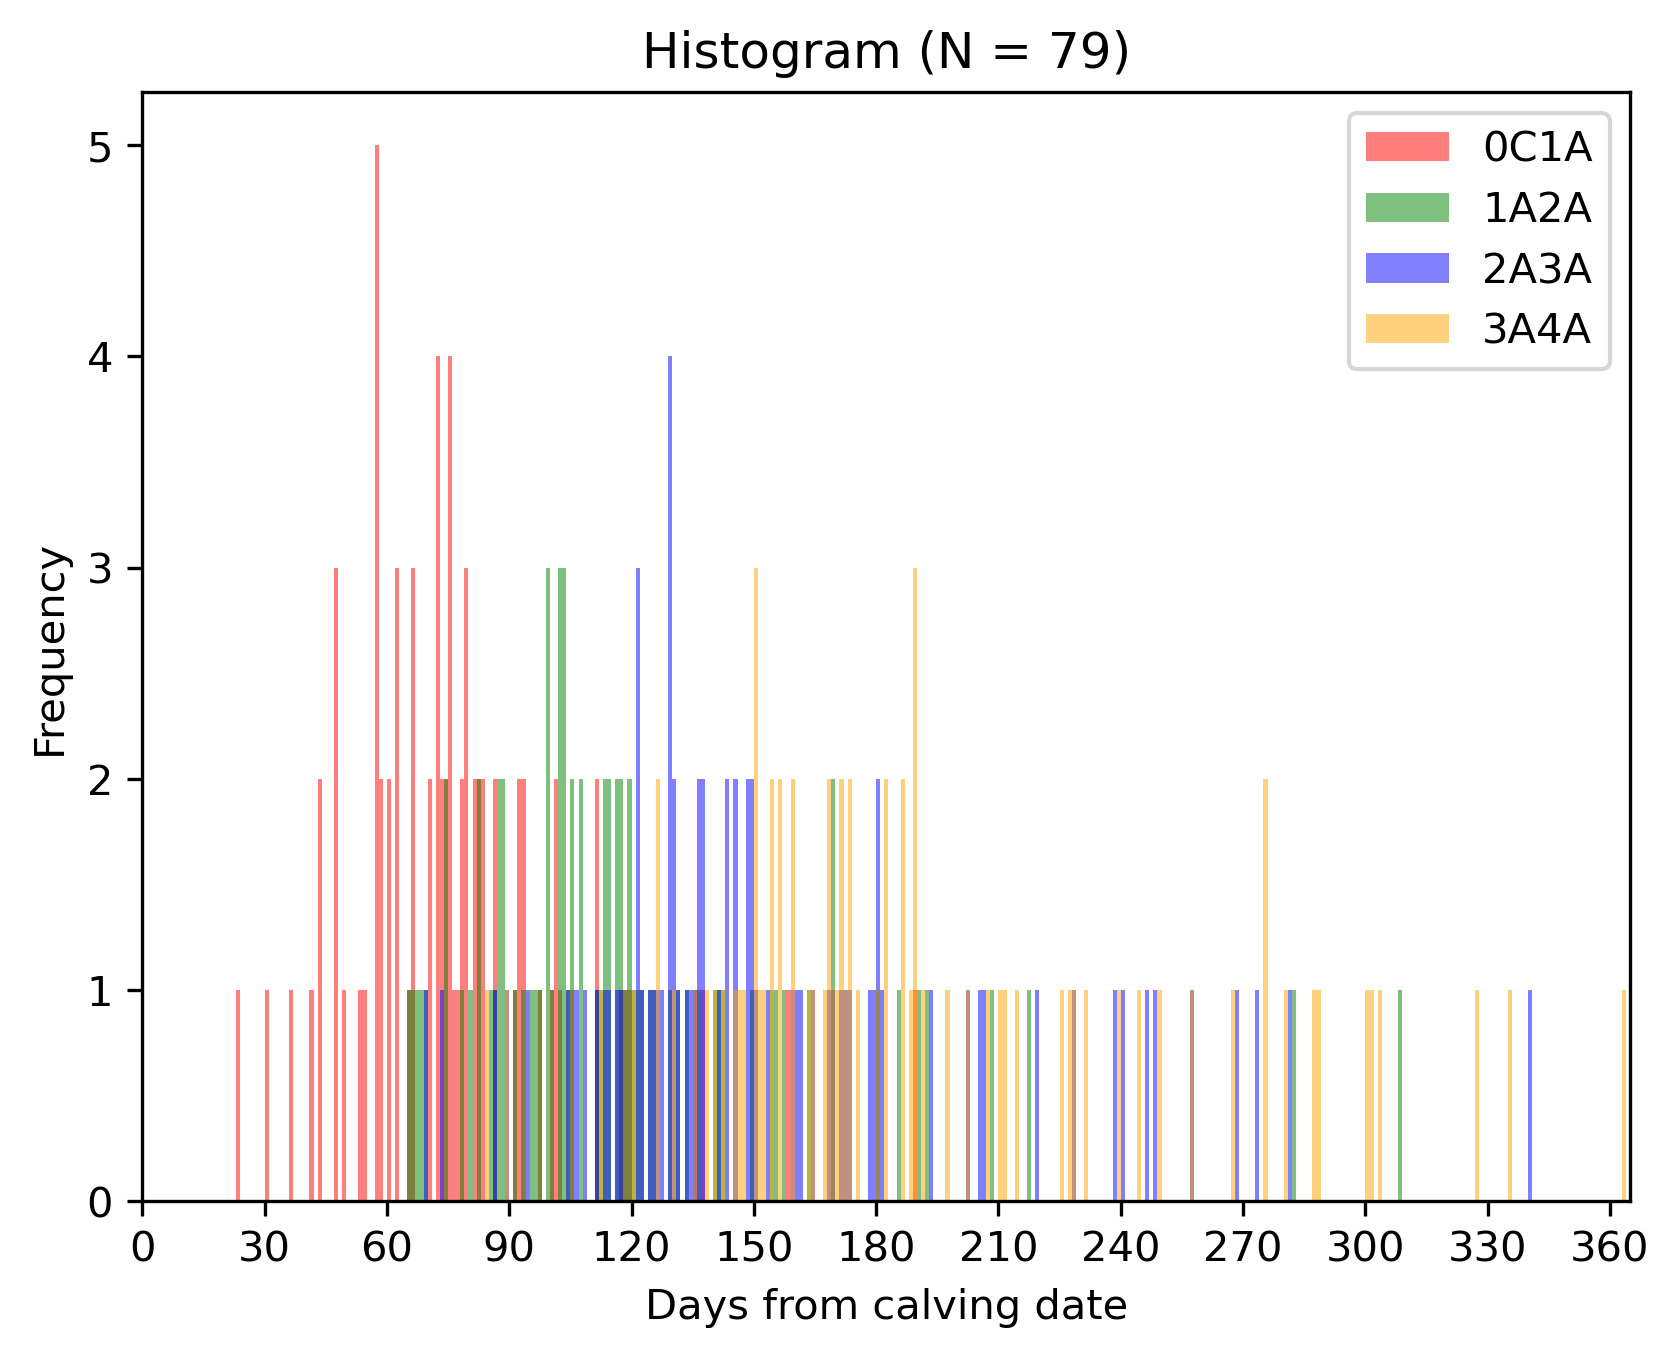 Histogram (N = 79)
0C1A
1A2A
2A3A
3A4A
5
4
3
2
1
0
Frequency
0 30 60 90 120 150 180 210 240 270 300 330 360
Days from calving date